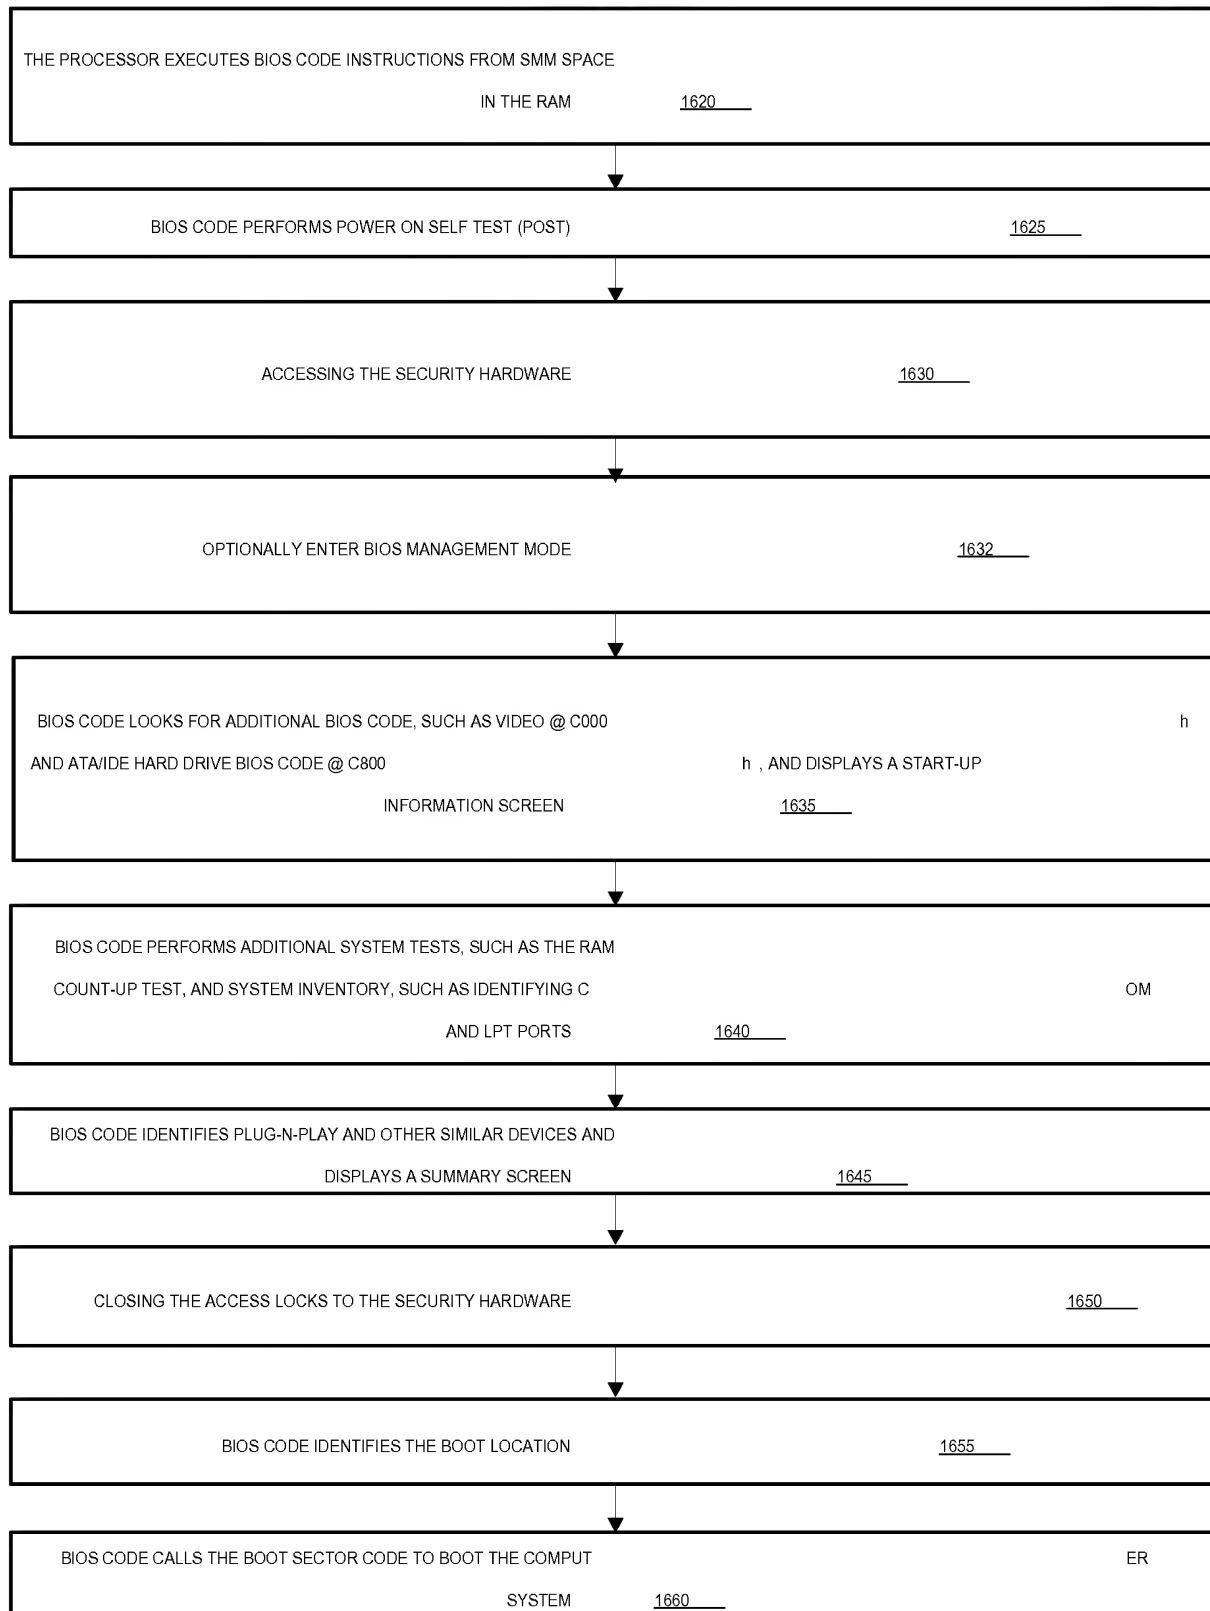 THE PROCESSOR EXECUTES BIOS CODE INSTRUCTIONS FROM SMM SPACE
IN THE RAM 1620
BIOS CODE PERFORMS POWER ON SELF TEST (POST) 1625
ACCESSING THE SECURITY HARDWARE 1630
OPTIONALLY ENTER BIOS MANAGEMENT MODE 1632
BIOS CODE LOOKS FOR ADDITIONAL BIOS CODE, SUCH AS VIDEO @ C000 h
AND ATA/IDE HARD DRIVE BIOS CODE @ C800 h , AND DISPLAYS A START-UP
INFORMATION SCREEN 1635
BIOS CODE PERFORMS ADDITIONAL SYSTEM TESTS, SUCH AS THE RAM
COUNT-UP TEST, AND SYSTEM INVENTORY, SUCH AS IDENTIFYING C OM
AND LPT PORTS 1640
BIOS CODE IDENTIFIES PLUG-N-PLAY AND OTHER SIMILAR DEVICES AND
DISPLAYS A SUMMARY SCREEN 1645
CLOSING THE ACCESS LOCKS TO THE SECURITY HARDWARE 1650
BIOS CODE IDENTIFIES THE BOOT LOCATION 1655
BIOS CODE CALLS THE BOOT SECTOR CODE TO BOOT THE COMPUT ER
SYSTEM 1660